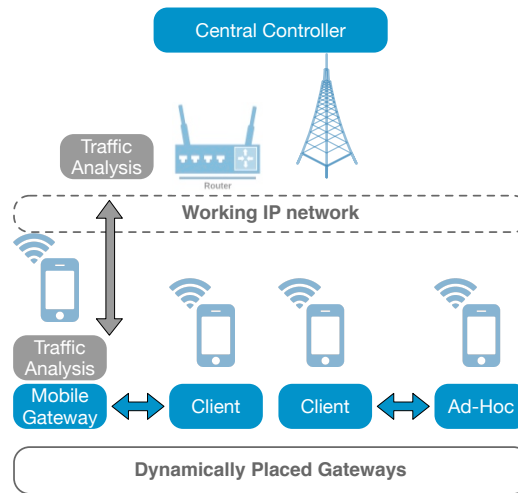 Central Controller
Traffic
Analysis
Router
Working IP network
Traffic
Analysis
Mobile
Gateway
Client
Client
Ad-Hoc
Dynamically Placed Gateways